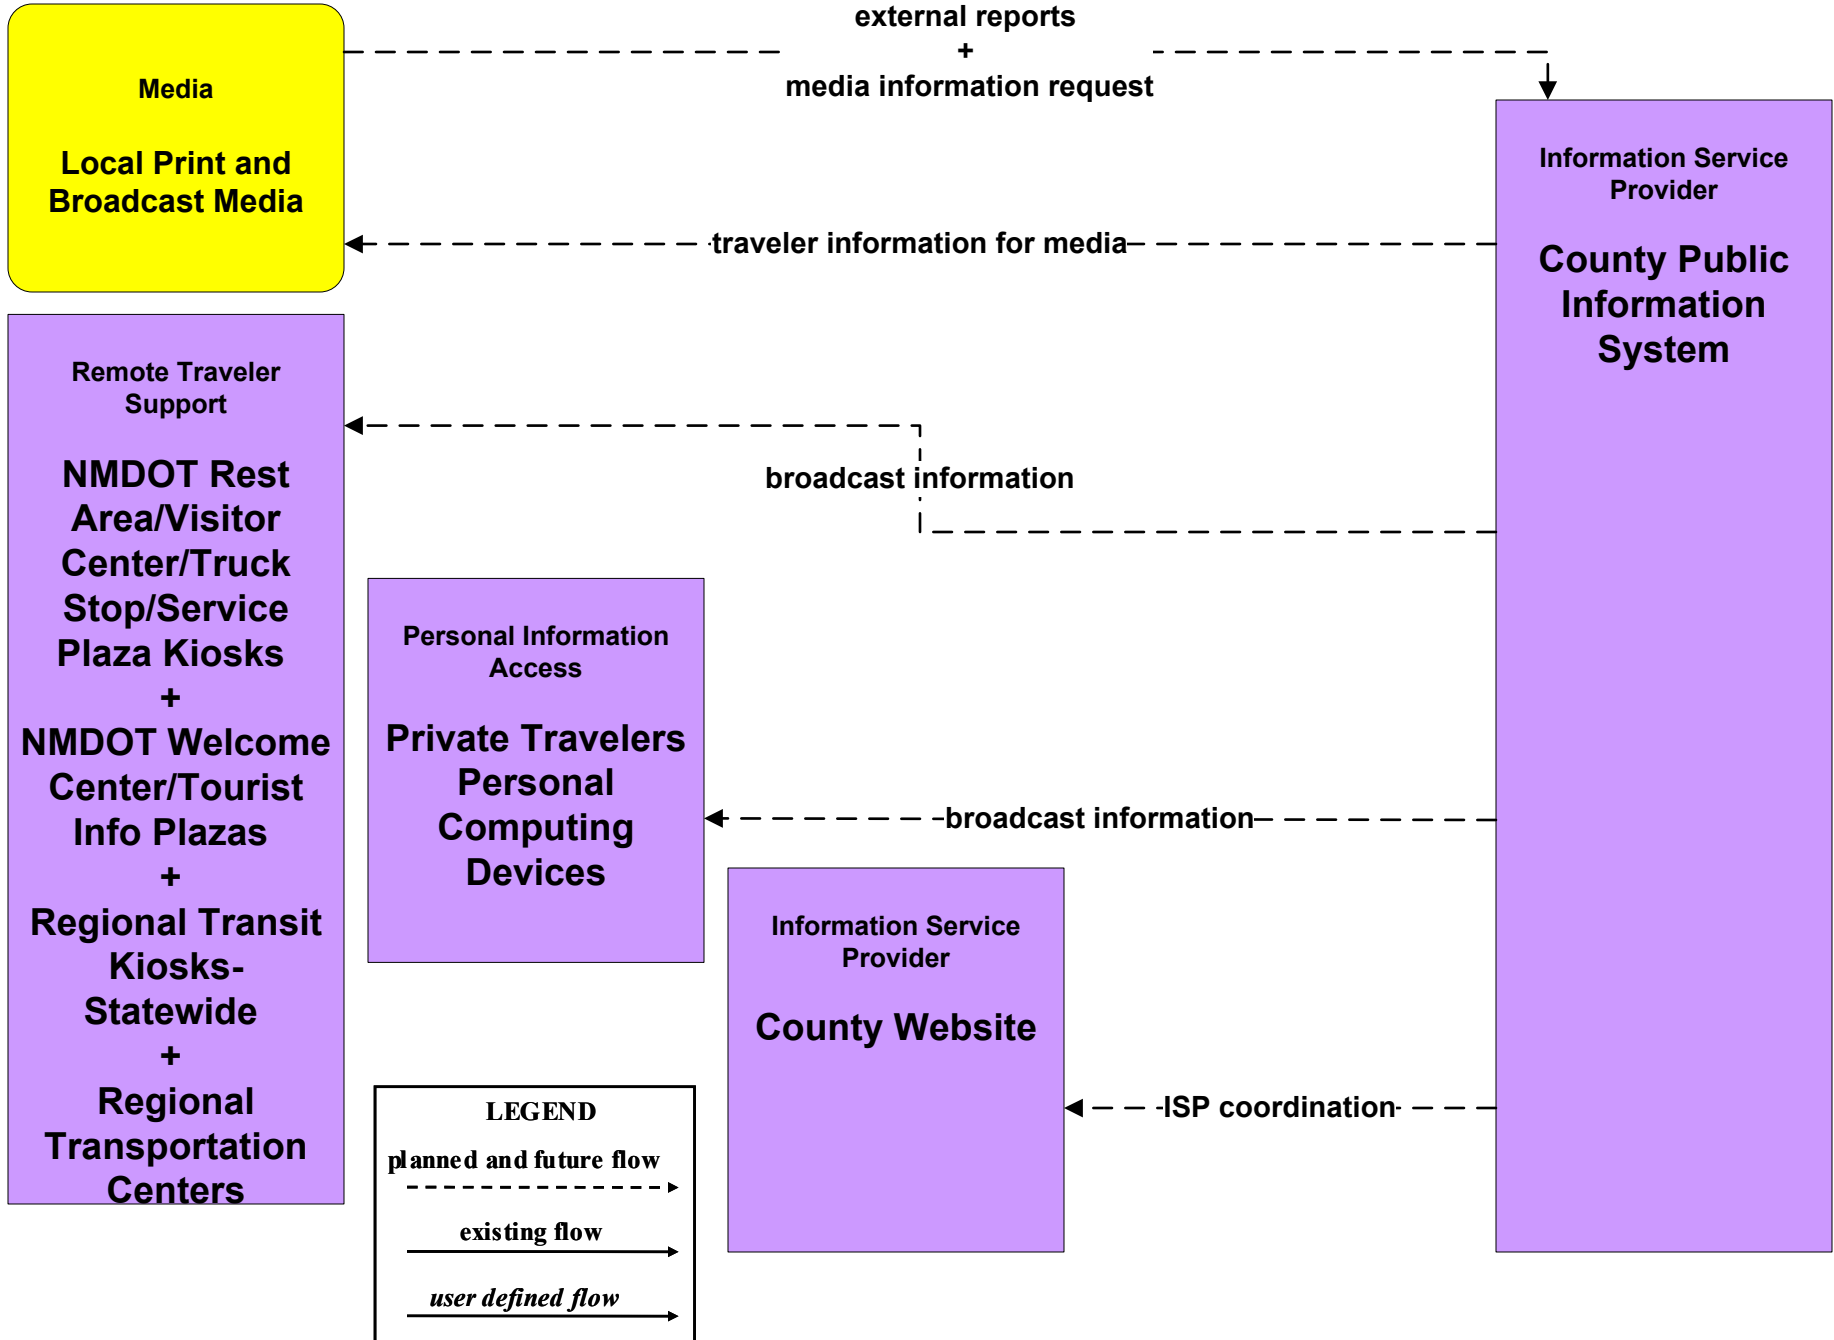 external reports
+
media information request
Media
Local Print and
Broadcast Media
traveler information for media
Information Service
Provider
County Public
Information
System
Remote Traveler
Support
NMDOT Rest
Area/Visitor
Center/Truck
Stop/Service
Plaza Kiosks
+
NMDOT Welcome
Center/Tourist
Info Plazas
+
Regional Transit
Kiosks-
Statewide
+
Regional
Transportation
Centers
broadcast information
Personal Information
Access
Private Travelers
Personal
Computing
Devices
broadcast information
Information Service
Provider
County Website
ISP coordination
LEGEND
planned and future flow
existing flow
user defined flow